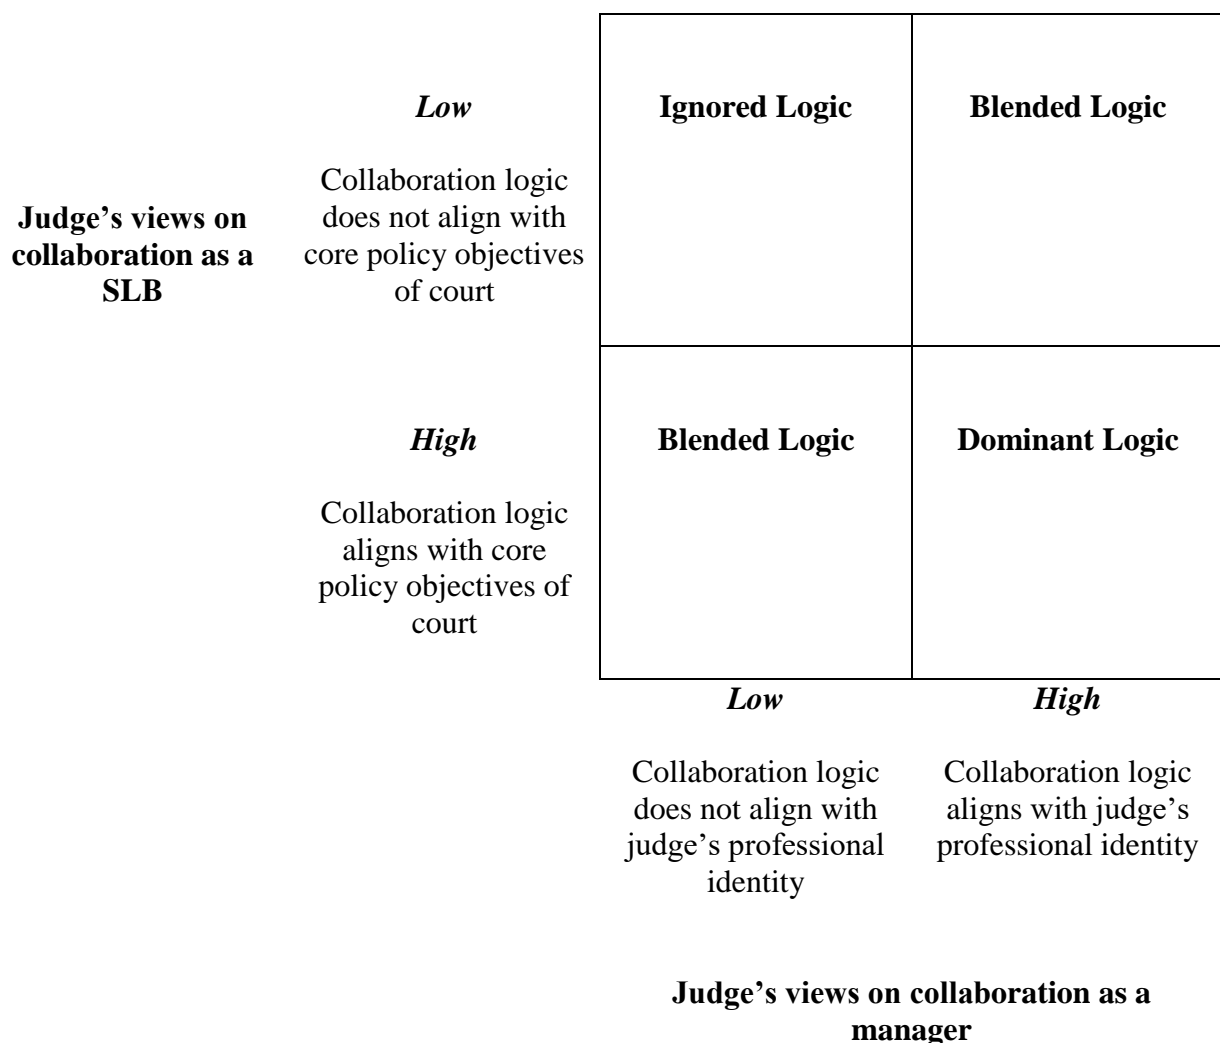 Low
Ignored Logic
Blended Logic
Collaboration logic
does not align with
core policy objectives
of court
Judge’s views on
collaboration as a
SLB
High
Blended Logic
Dominant Logic
Collaboration logic
aligns with core
policy objectives of
court
Low
High
Collaboration logic
does not align with
judge’s professional
identity
Collaboration logic
aligns with judge’s
professional identity
Judge’s views on collaboration as a
manager